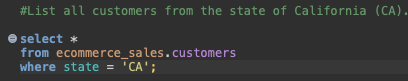 #List all customers from the state of California (CA).
select *
from ecommerce_sales.customers
where state = 'CA';